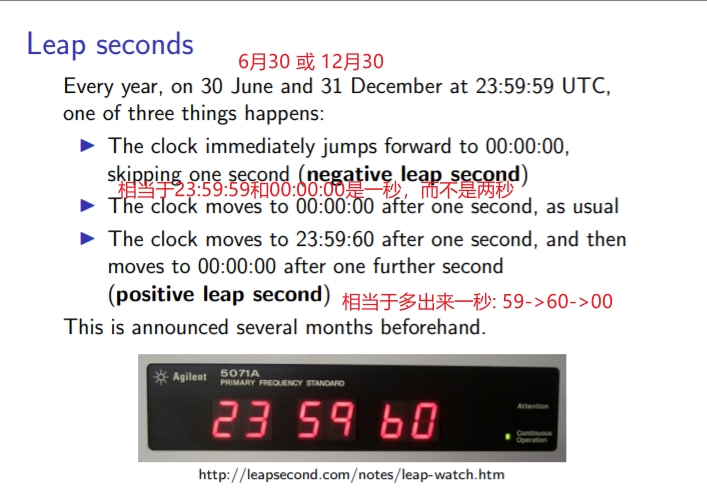 Leap seconds
6月30 或 12月30
Every year, on 30 June and 31 December at 23:59:59 UTC,
one of three things happens:
▶ The clock immediately jumps forward to 00:00:00,
skipping one second (negative leap second)
相当于23:59:59和00:00:00是一秒，而不是两秒
▶ The clock moves to 00:00:00 after one second, as usual
▶ The clock moves to 23:59:60 after one second, and then
moves to 00:00:00 after one further second
(positive leap second)
相当于多出来一秒: 59->60->00
This is announced several months beforehand.
Agilent
5071A
PRIMARY FREQUENCY STANDARD
23 59 60
Attention
Continuous
Operation
http://leapsecond.com/notes/leap-watch.htm